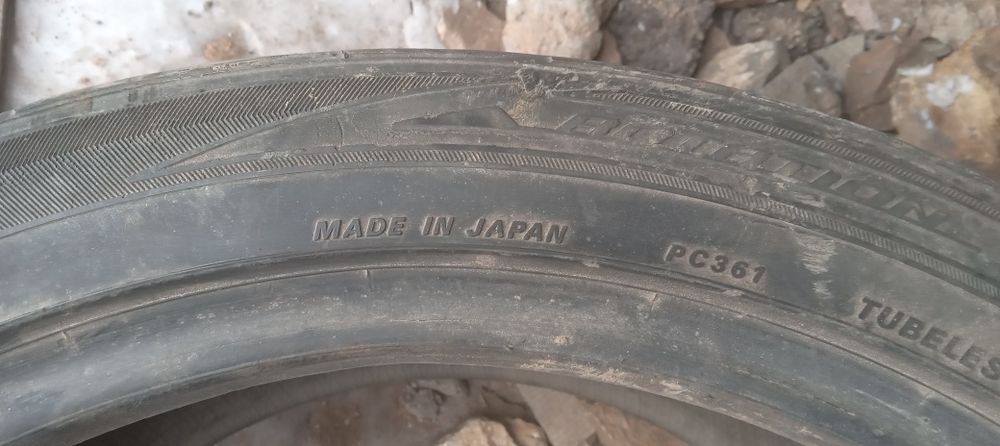 MADE IN JAPAN
PC361
TUBELES